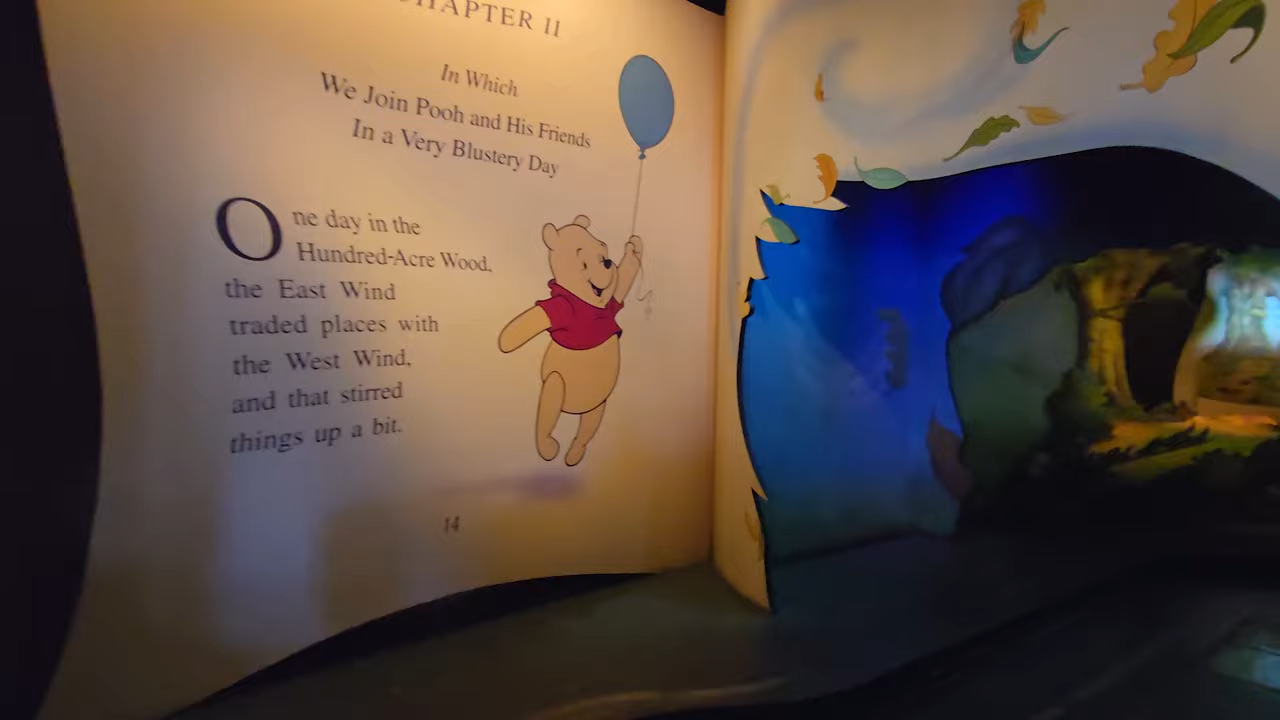 CHAPTER II
In Which
We Join Pooh and His Friends
In a Very Blustery Day
One day in the
Hundred-Acre Wood,
the East Wind
traded places with
the West Wind,
and that stirred
things up a bit.
14